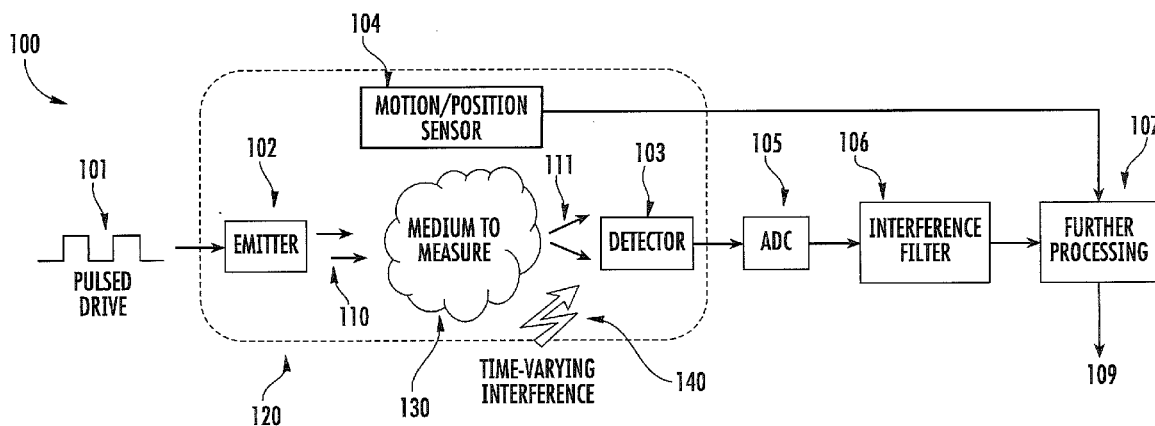 100
104
MOTION/POSITION
SENSOR
101
102
111
103
105
106
107
EMITTER
MEDIUM TO
MEASURE
DETECTOR
ADC
INTERFERENCE
FILTER
FURTHER
PROCESSING
PULSED
DRIVE
110
130
TIME-VARYING
INTERFERENCE
140
120
109